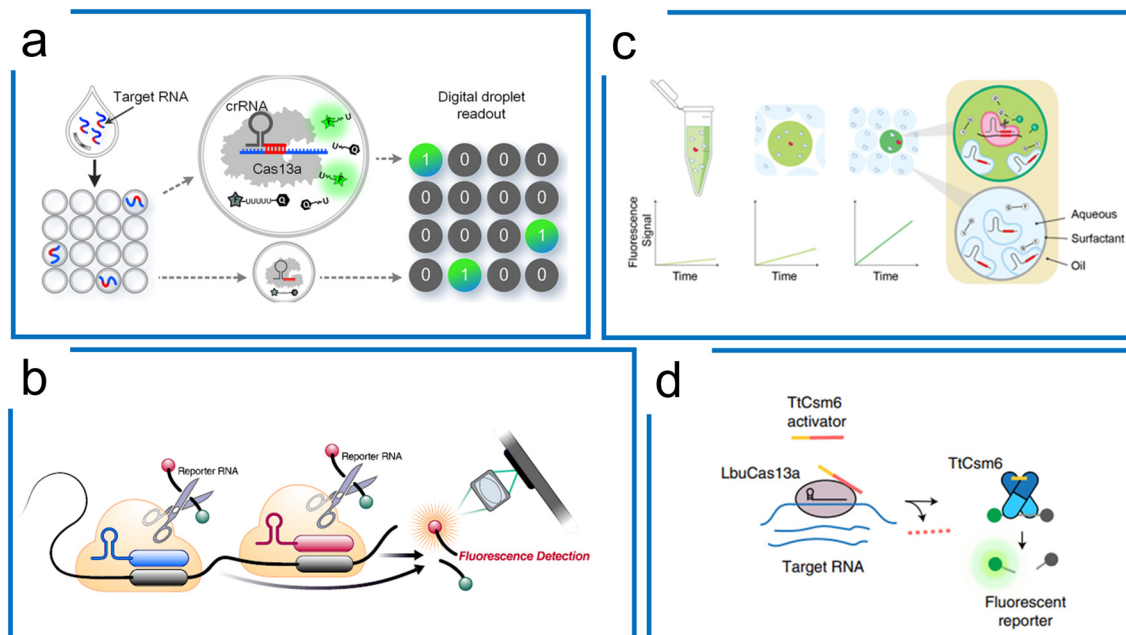 a
Target RNA
crRNA
Cas13a
F
U
U
Q
F
U
F
UUUUU
Q
Q
U
Digital droplet
readout
1 0 0 0
0 0 0 0
0 0 0 1
0 1 0 0
b
Reporter RNA
Reporter RNA
Fluorescence Detection
c
Fluorescence
Signal
Time
Time
Time
Aqueous
Surfactant
Oil
d
TtCsm6
activator
LbuCas13a
TtCsm6
Target RNA
Fluorescent
reporter